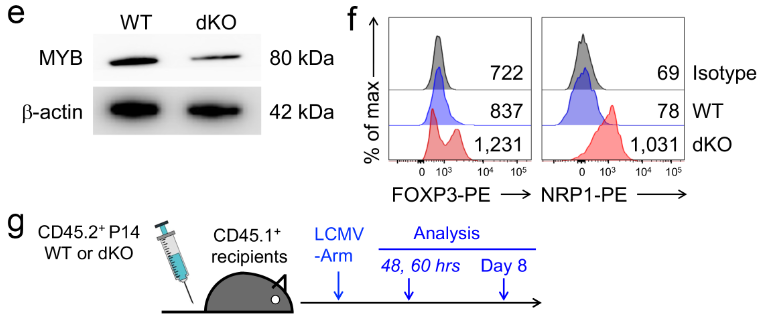 e
WT dKO
MYB 80 kDa
β-actin 42 kDa
f
% of max
722 69 Isotype
837 78 WT
1,231 1,031 dKO
0 10³ 10⁴ 10⁵ 0 10³ 10⁴ 10⁵
FOXP3-PE NRP1-PE
g
CD45.2⁺ P14
WT or dKO
CD45.1⁺
recipients
LCMV
-Arm
Analysis
48, 60 hrs Day 8